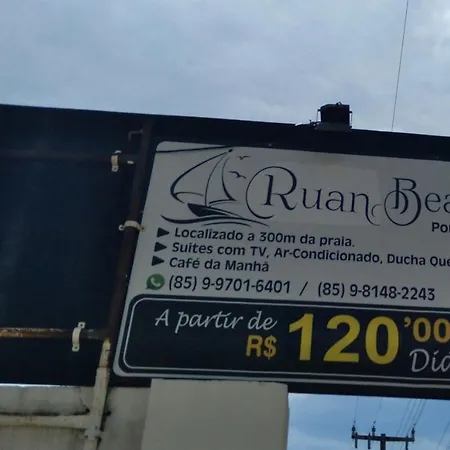 Ruan Bea
Po
▸ Localizado a 300m da praia.
▸ Suites com TV, Ar-Condicionado, Ducha Que
▸ Café da Manhã
(85) 9-9701-6401 / (85) 9-8148-2243
A partir de
R$ 120'00
Diá